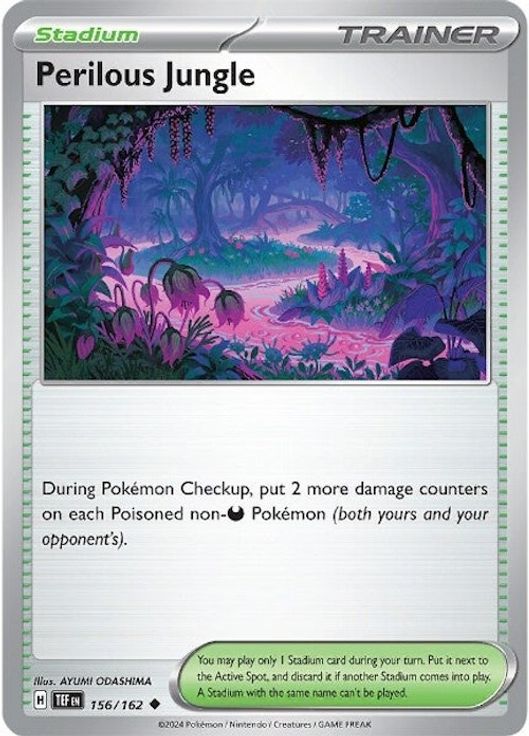 Stadium
TRAINER
Perilous Jungle
During Pokémon Checkup, put 2 more damage counters
on each Poisoned non- Pokémon (both yours and your
opponent's).
You may play only 1 Stadium card during your turn. Put it next to
the Active Spot, and discard it if another Stadium comes into play.
A Stadium with the same name can't be played.
Illus. AYUMI ODASHIMA
H TEF EN 156/162
©2024 Pokémon / Nintendo / Creatures / GAME FREAK